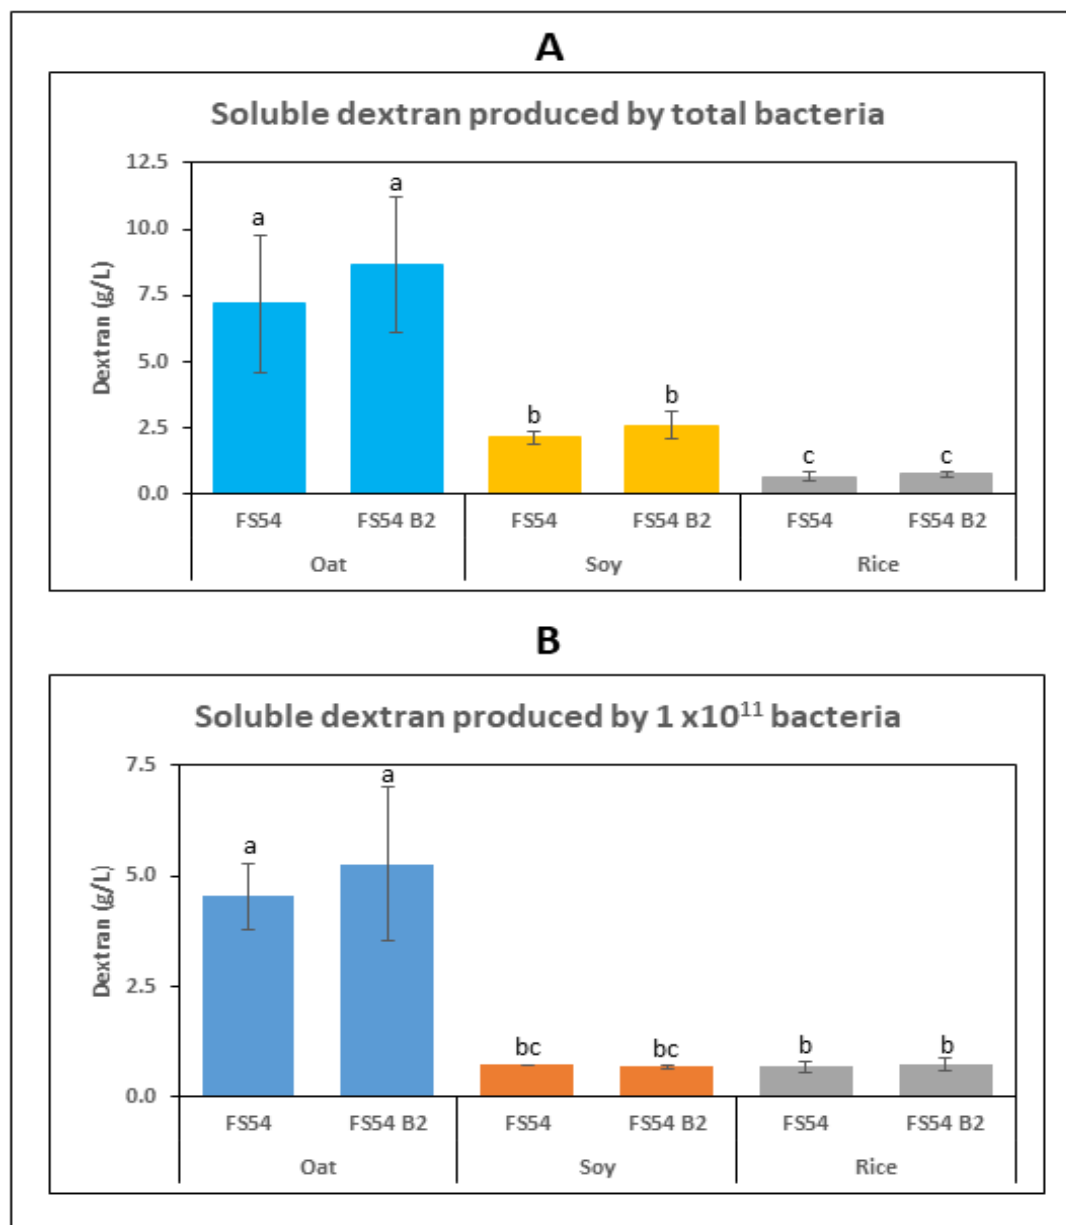 A
Soluble dextran produced by total bacteria
Dextran (g/L)
12.5
10.0
7.5
5.0
2.5
0.0
a
a
b
b
c
c
FS54
FS54 B2
FS54
FS54 B2
FS54
FS54 B2
Oat
Soy
Rice
B
Soluble dextran produced by 1 x10¹¹ bacteria
Dextran (g/L)
7.5
5.0
2.5
0.0
a
a
bc
bc
b
b
FS54
FS54 B2
FS54
FS54 B2
FS54
FS54 B2
Oat
Soy
Rice